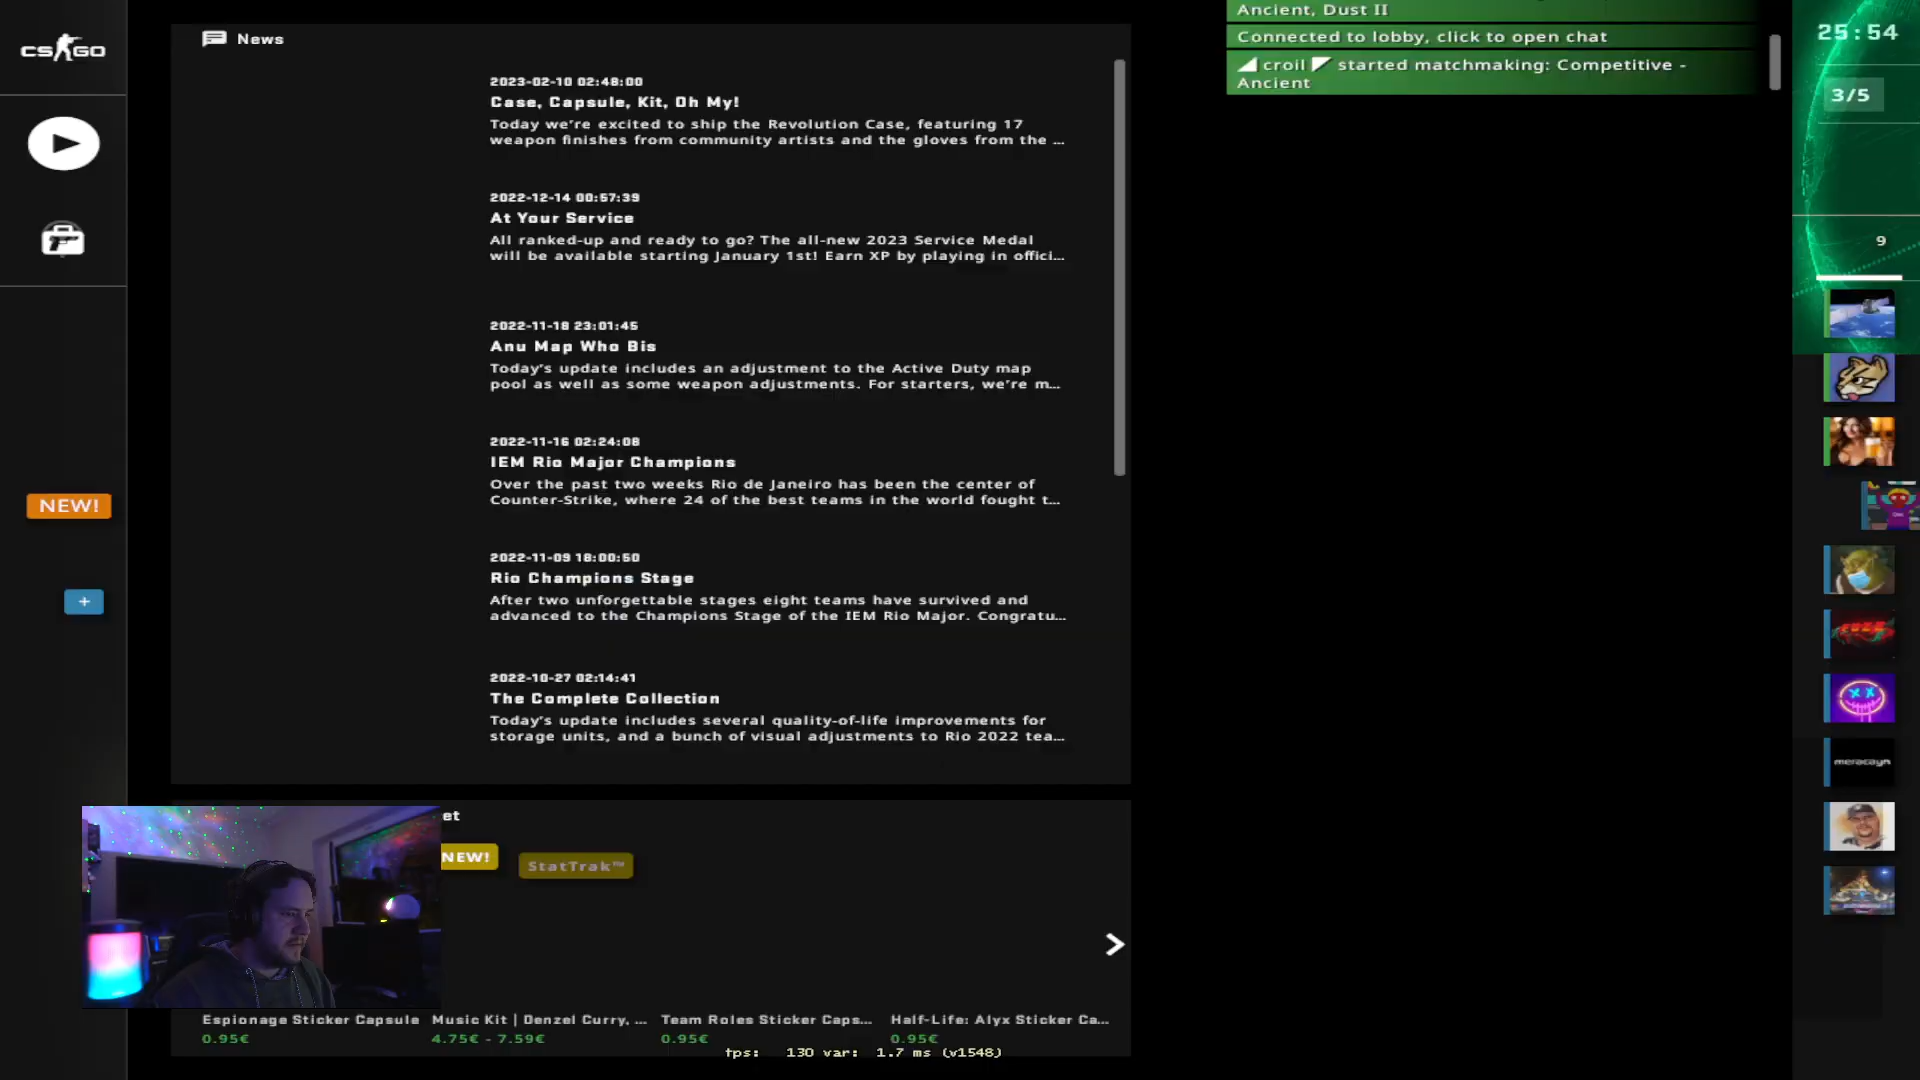 CS GO
News
2023-02-10 02:48:00
Case, Capsule, Kit, Oh My!
Today we're excited to ship the Revolution Case, featuring 17
weapon finishes from community artists and the gloves from the ...
2022-12-14 00:57:39
At Your Service
All ranked-up and ready to go? The all-new 2023 Service Medal
will be available starting January 1st! Earn XP by playing in offici...
2022-11-18 23:01:45
Anu Map Who Bis
Today's update includes an adjustment to the Active Duty map
pool as well as some weapon adjustments. For starters, we're m...
2022-11-16 02:24:08
IEM Rio Major Champions
Over the past two weeks Rio de Janeiro has been the center of
Counter-Strike, where 24 of the best teams in the world fought t...
2022-11-09 18:00:50
Rio Champions Stage
After two unforgettable stages eight teams have survived and
advanced to the Champions Stage of the IEM Rio Major. Congratu...
2022-10-27 02:14:41
The Complete Collection
Today's update includes several quality-of-life improvements for
storage units, and a bunch of visual adjustments to Rio 2022 tea...
NEW!
+
et
NEW!
StatTrak™
Espionage Sticker Capsule
0.95€
Music Kit | Denzel Curry, ...
4.75€ - 7.59€
Team Roles Sticker Caps...
0.95€
Half-Life: Alyx Sticker Ca...
0.95€
fps: 130 var: 1.7 ms (v1548)
Ancient, Dust II
Connected to lobby, click to open chat
◢ croil ◤ started matchmaking: Competitive -
Ancient
25:54
3/5
9
meracayn